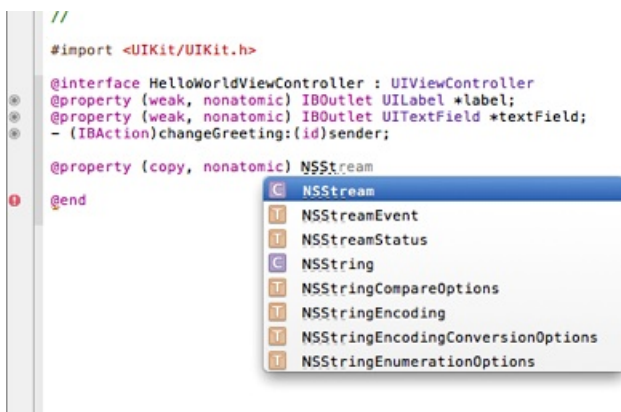 //
#import <UIKit/UIKit.h>
@interface HelloWorldViewController : UIViewController
@property (weak, nonatomic) IBOutlet UILabel *label;
@property (weak, nonatomic) IBOutlet UITextField *textField;
- (IBAction)changeGreeting:(id)sender;
@property (copy, nonatomic) NSStream
@end
C NSStream
T NSStreamEvent
T NSStreamStatus
C NSString
T NSStringCompareOptions
T NSStringEncoding
T NSStringEncodingConversionOptions
T NSStringEnumerationOptions